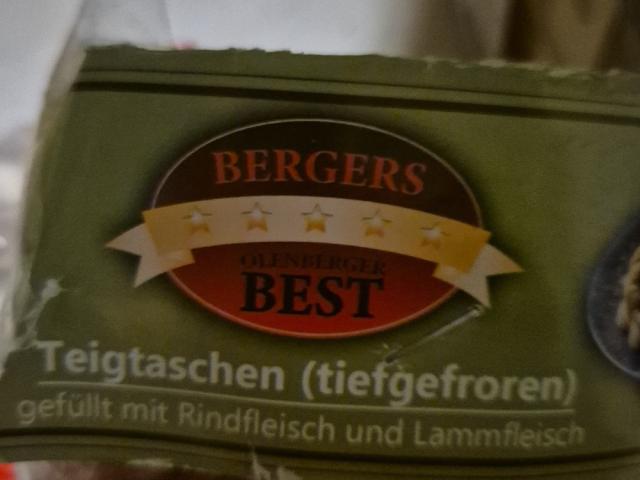 BERGERS
OLENBERGER
BEST
Teigtaschen (tiefgefroren)
gefüllt mit Rindfleisch und Lammfleisch